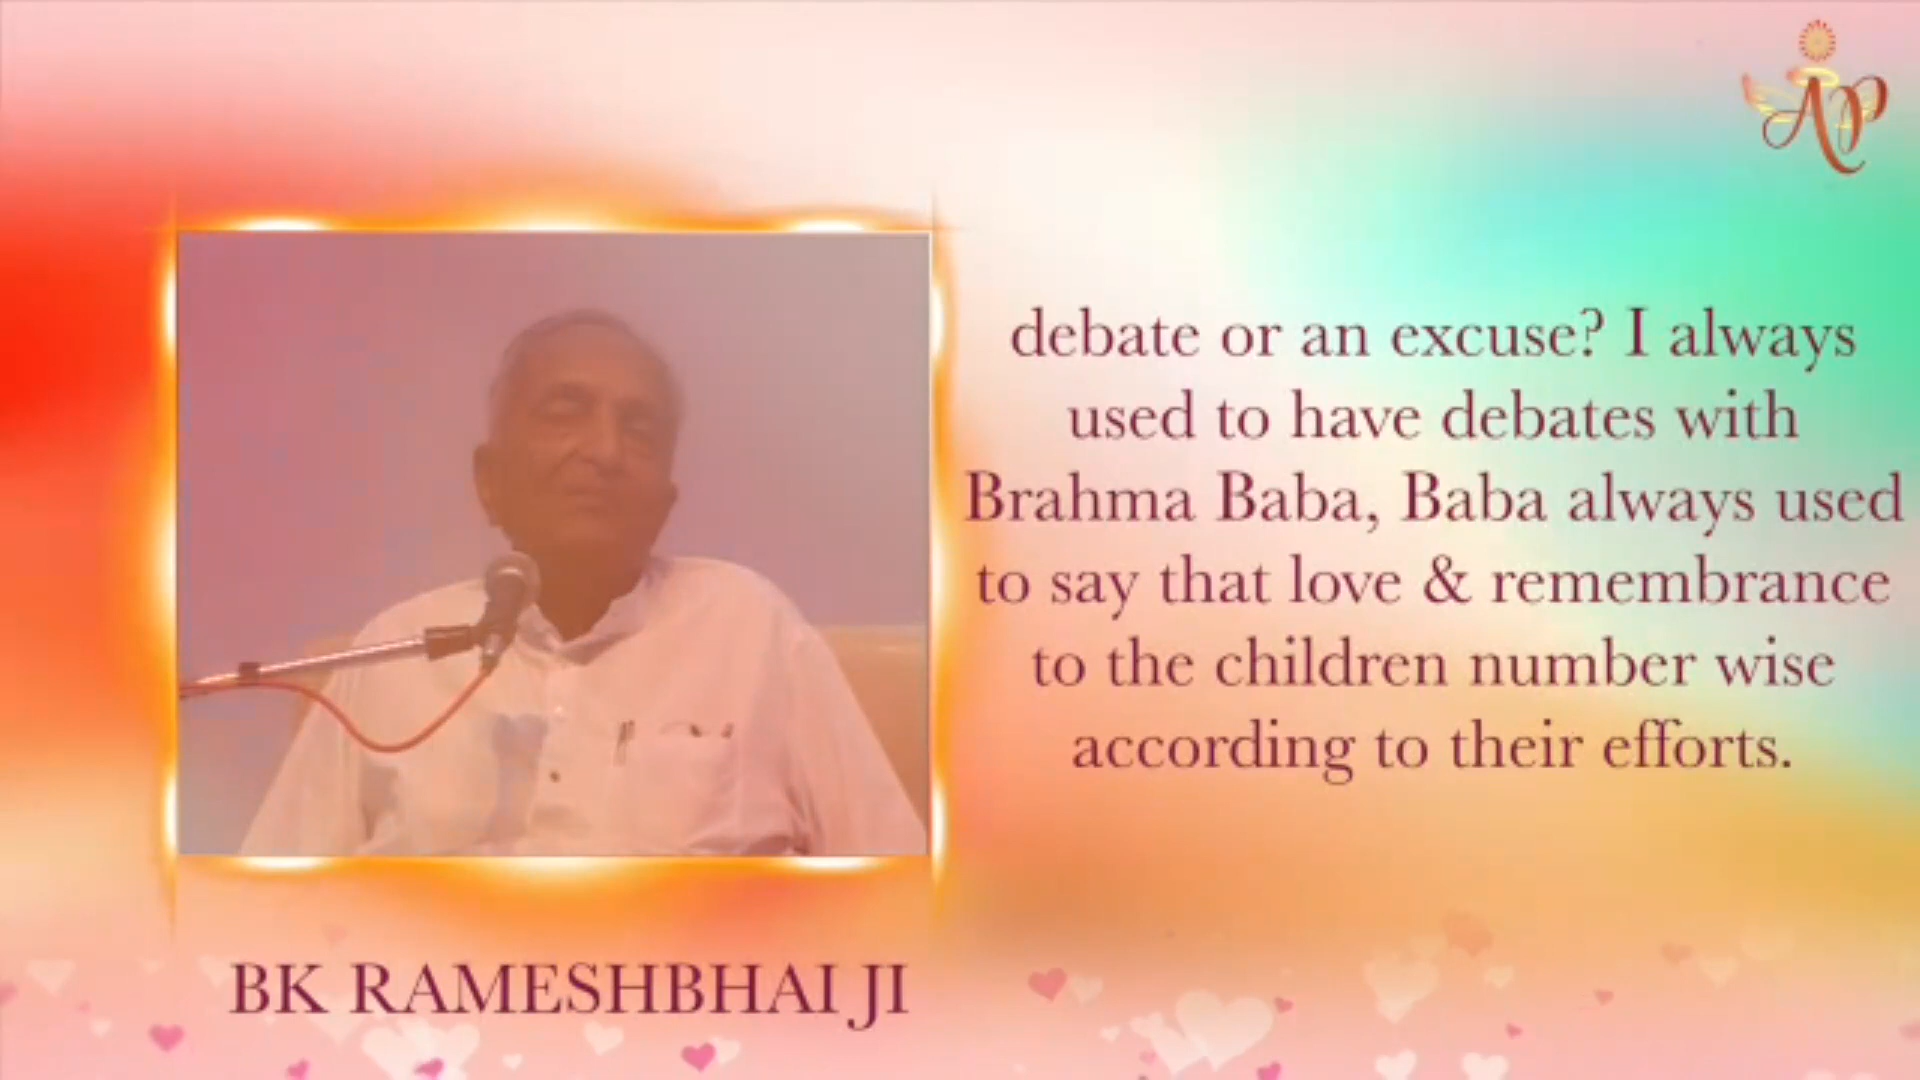 AP
debate or an excuse? I always
used to have debates with
Brahma Baba, Baba always used
to say that love & remembrance
to the children number wise
according to their efforts.
BK RAMESHBHAI JI